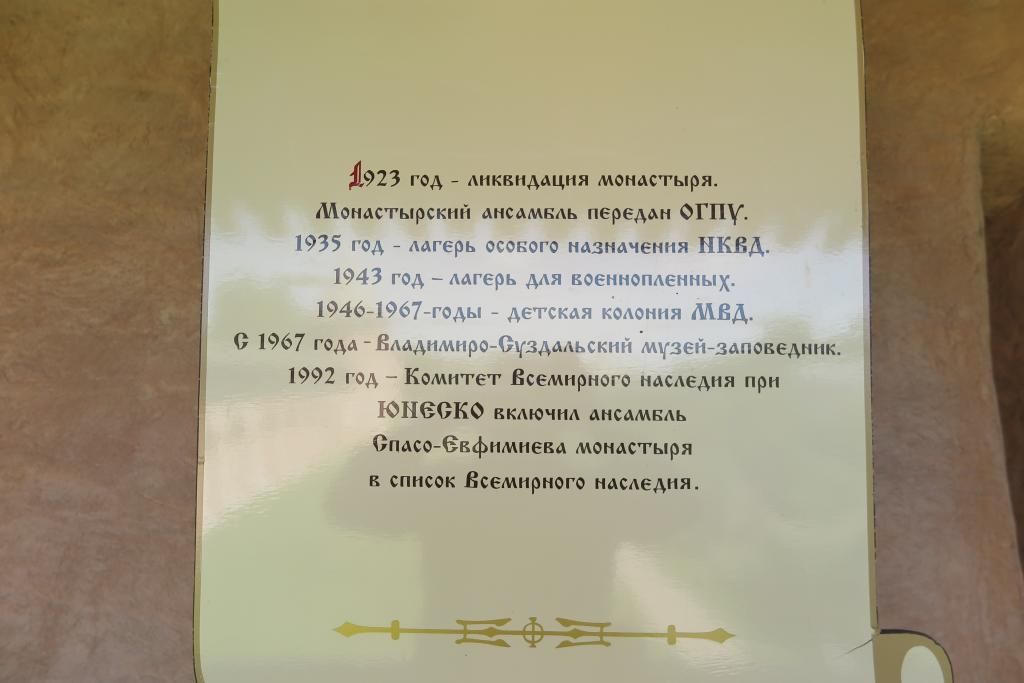 1923 год - ликвидация монастыря.
Монастырский ансамбль передан ОГПУ.
1935 год - лагерь особого назначения НКВД.
1943 год – лагерь для военнопленных.
1946-1967-годы - детская колония МВД.
С 1967 года - Владимиро-Суздальский музей-заповедник.
1992 год – Комитет Всемирного наследия при
ЮНЕСКО включил ансамбль
Спасо-Евфимиева монастыря
в список Всемирного наследия.